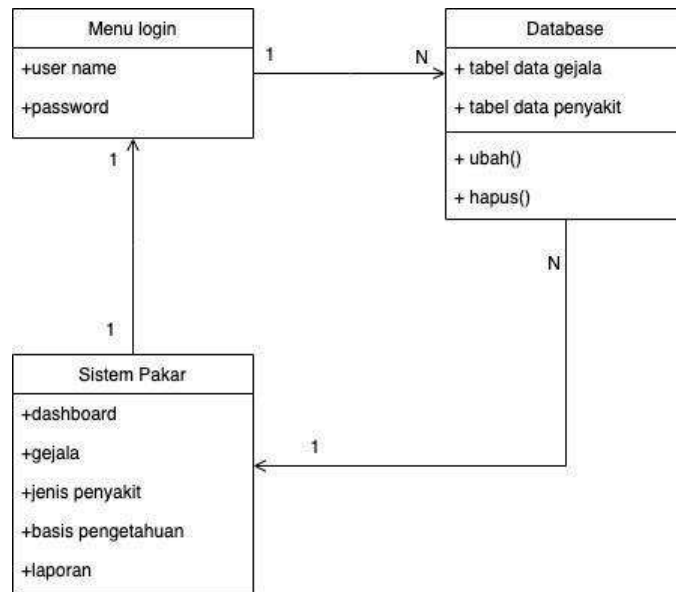 Menu login
+user name
+password
1
N
Database
+ tabel data gejala
+ tabel data penyakit
+ ubah()
+ hapus()
1
1
N
1
Sistem Pakar
+dashboard
+gejala
+jenis penyakit
+basis pengetahuan
+laporan